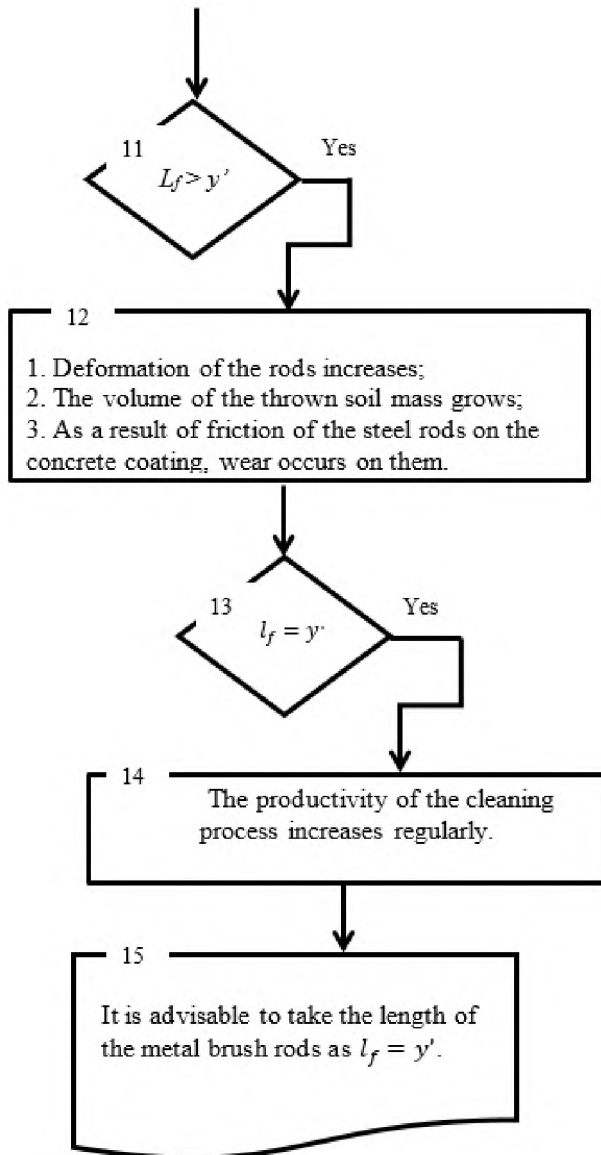 11
Yes
L_f > y'
12
1. Deformation of the rods increases;
2. The volume of the thrown soil mass grows;
3. As a result of friction of the steel rods on the
concrete coating, wear occurs on them.
13
Yes
l_f = y'
14
The productivity of the cleaning
process increases regularly.
15
It is advisable to take the length of
the metal brush rods as l_f = y'.